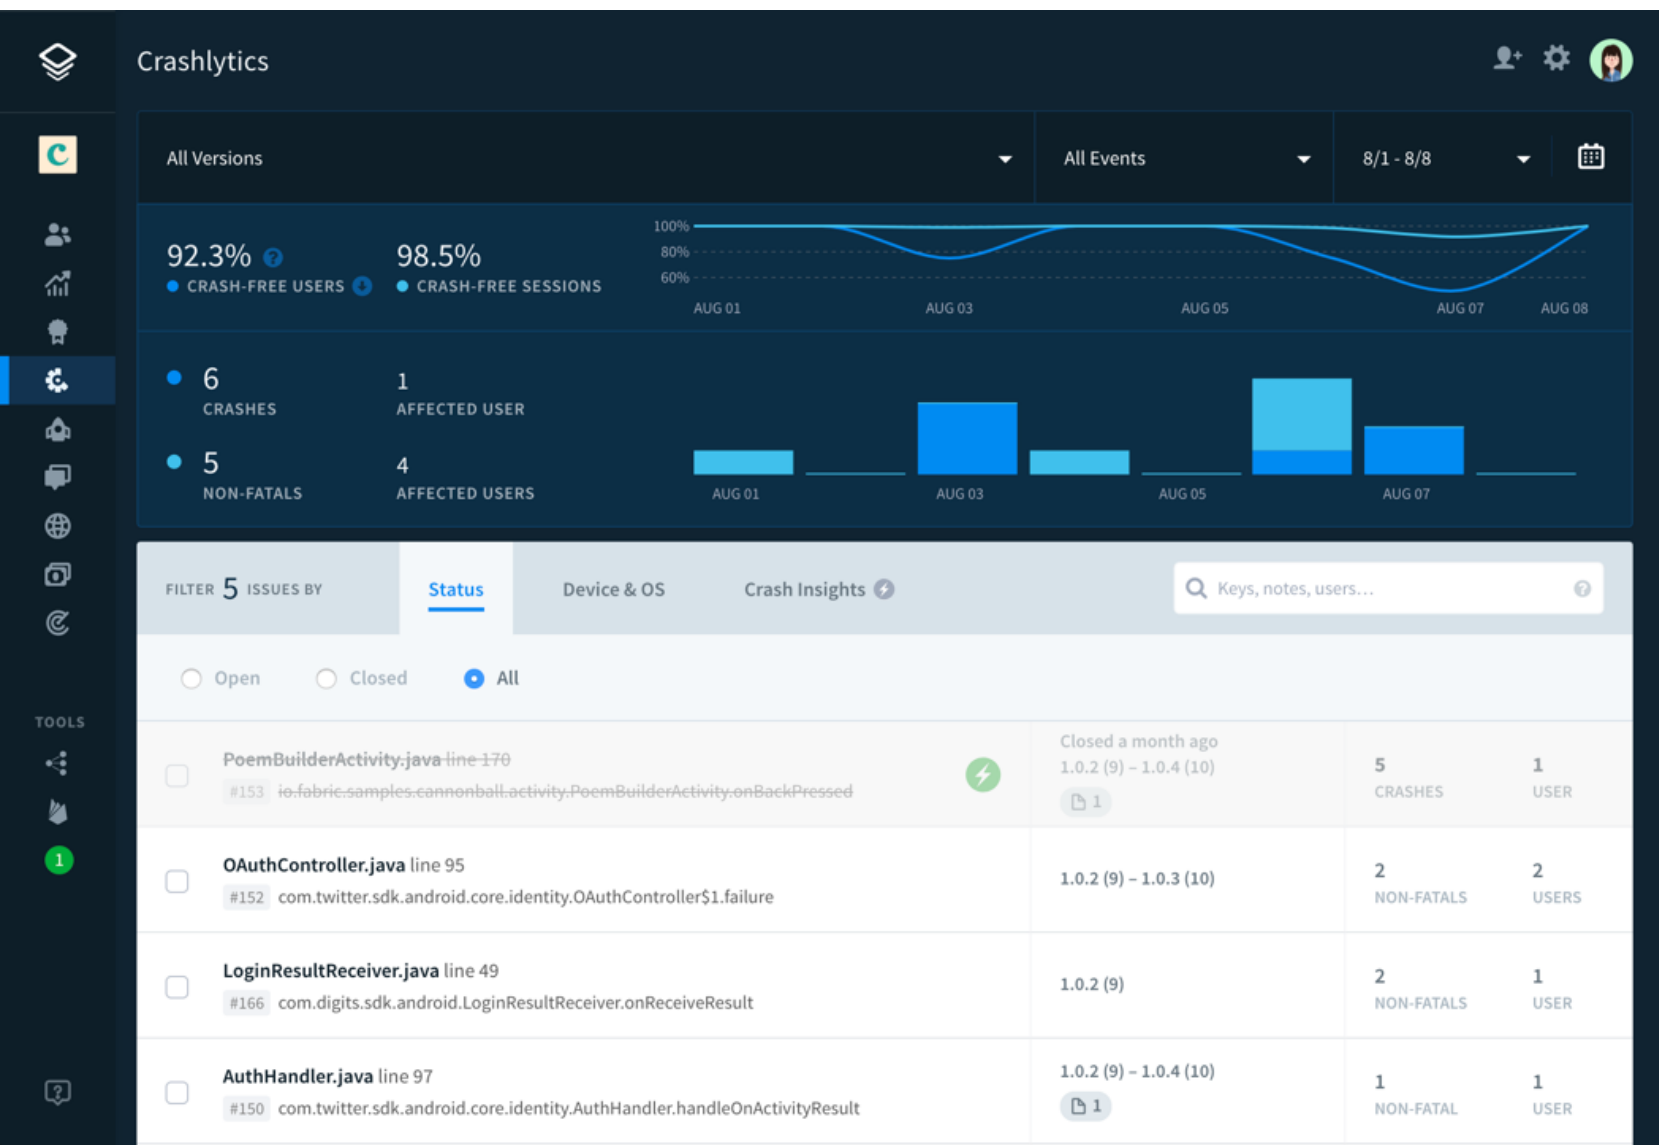 Crashlytics
C
All Versions
All Events
8/1 - 8/8
92.3% ?
CRASH-FREE USERS
98.5%
CRASH-FREE SESSIONS
100%
80%
60%
AUG 01 AUG 03 AUG 05 AUG 07 AUG 08
6
CRASHES
1
AFFECTED USER
5
NON-FATALS
4
AFFECTED USERS
AUG 01 AUG 03 AUG 05 AUG 07
FILTER 5 ISSUES BY
Status
Device & OS
Crash Insights
Keys, notes, users...
?
Open
Closed
All
TOOLS
1
?
PoemBuilderActivity.java line 170
#153 io.fabric.samples.cannonball.activity.PoemBuilderActivity.onBackPressed
Closed a month ago
1.0.2 (9) – 1.0.4 (10)
1
5
CRASHES
1
USER
OAuthController.java line 95
#152 com.twitter.sdk.android.core.identity.OAuthController$1.failure
1.0.2 (9) – 1.0.3 (10)
2
NON-FATALS
2
USERS
LoginResultReceiver.java line 49
#166 com.digits.sdk.android.LoginResultReceiver.onReceiveResult
1.0.2 (9)
2
NON-FATALS
1
USER
AuthHandler.java line 97
#150 com.twitter.sdk.android.core.identity.AuthHandler.handleOnActivityResult
1.0.2 (9) – 1.0.4 (10)
1
1
NON-FATAL
1
USER